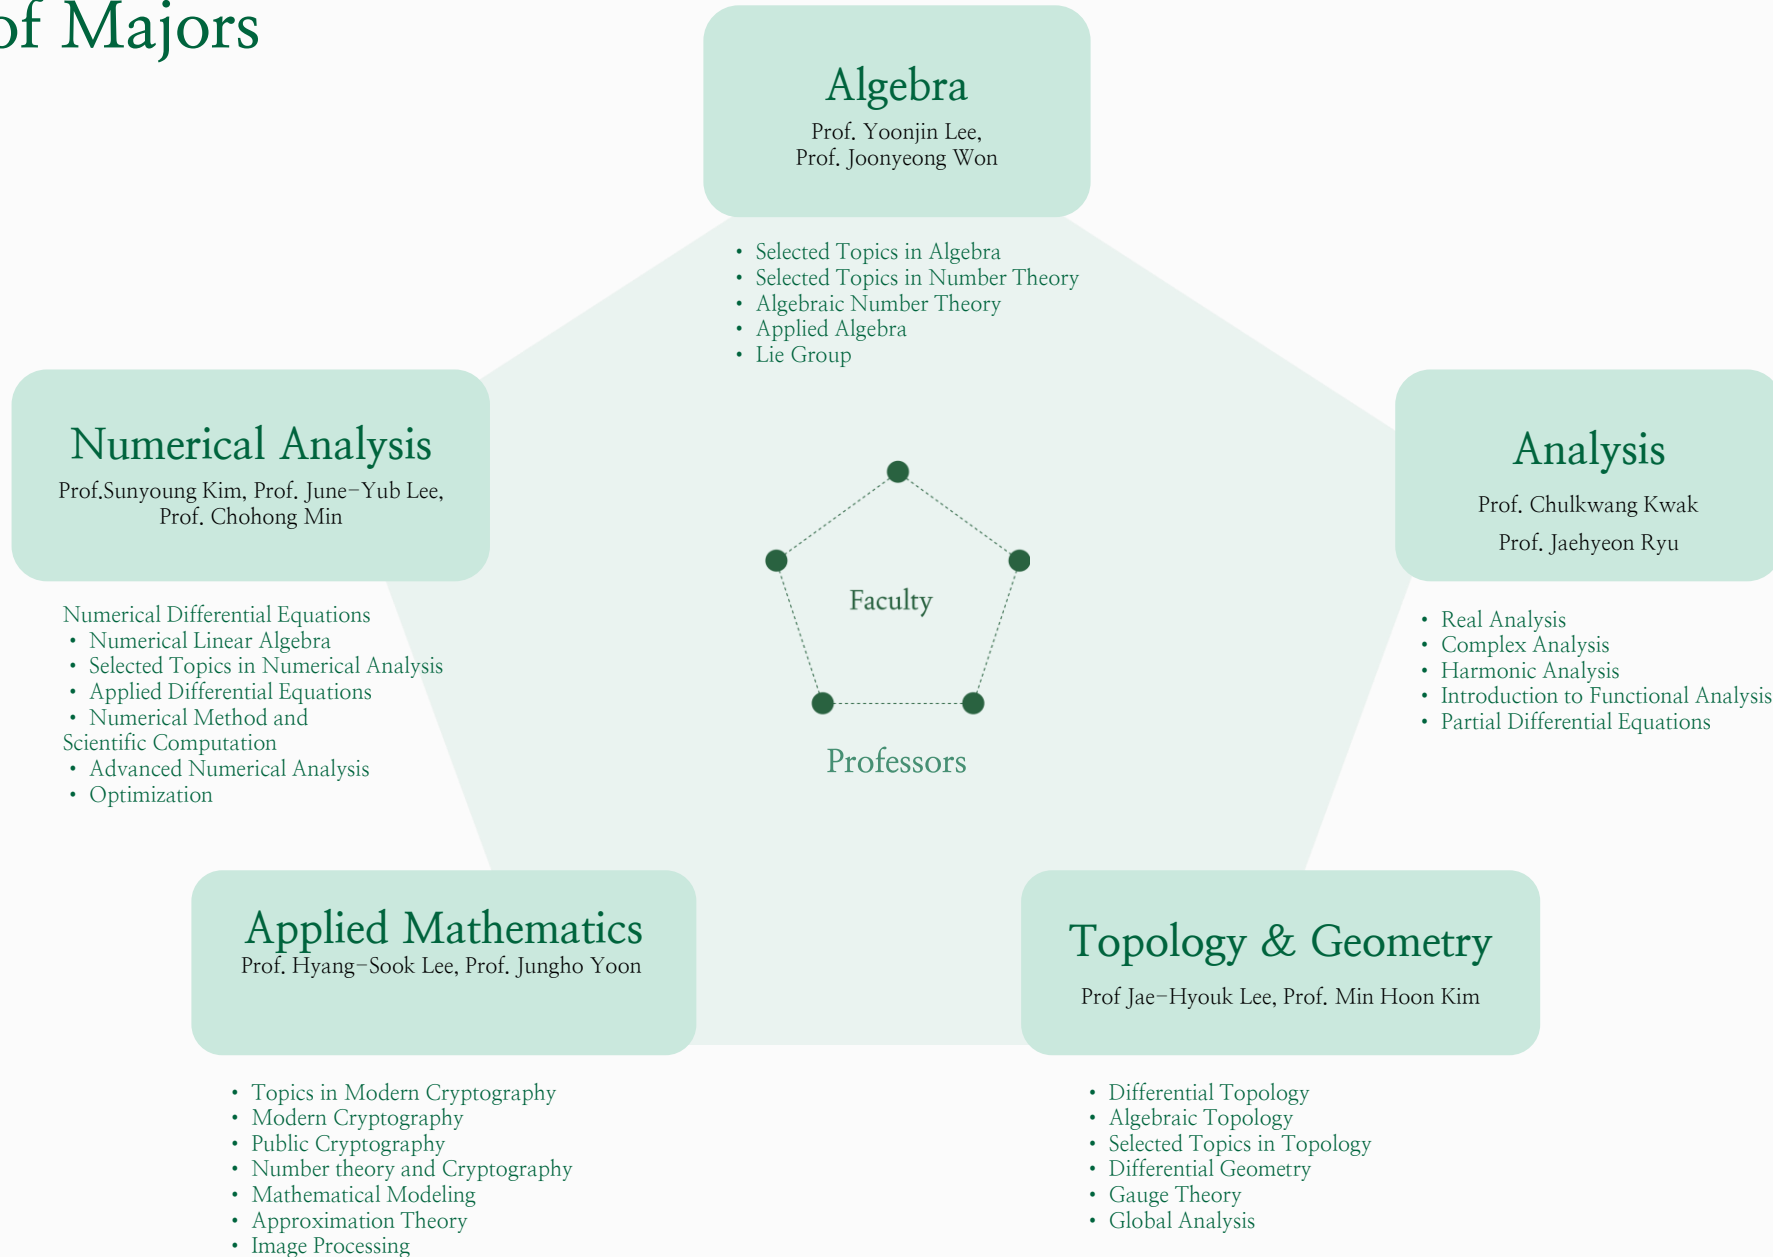 of Majors
Algebra
Prof. Yoonjin Lee,
Prof. Joonyeong Won
• Selected Topics in Algebra
• Selected Topics in Number Theory
• Algebraic Number Theory
• Applied Algebra
• Lie Group
Numerical Analysis
Prof.Sunyoung Kim, Prof. June-Yub Lee,
Prof. Chohong Min
Numerical Differential Equations
• Numerical Linear Algebra
• Selected Topics in Numerical Analysis
• Applied Differential Equations
• Numerical Method and
Scientific Computation
• Advanced Numerical Analysis
• Optimization
Faculty
Professors
Analysis
Prof. Chulkwang Kwak
Prof. Jaehyeon Ryu
• Real Analysis
• Complex Analysis
• Harmonic Analysis
• Introduction to Functional Analysis
• Partial Differential Equations
Applied Mathematics
Prof. Hyang-Sook Lee, Prof. Jungho Yoon
• Topics in Modern Cryptography
• Modern Cryptography
• Public Cryptography
• Number theory and Cryptography
• Mathematical Modeling
• Approximation Theory
• Image Processing
Topology & Geometry
Prof Jae-Hyouk Lee, Prof. Min Hoon Kim
• Differential Topology
• Algebraic Topology
• Selected Topics in Topology
• Differential Geometry
• Gauge Theory
• Global Analysis